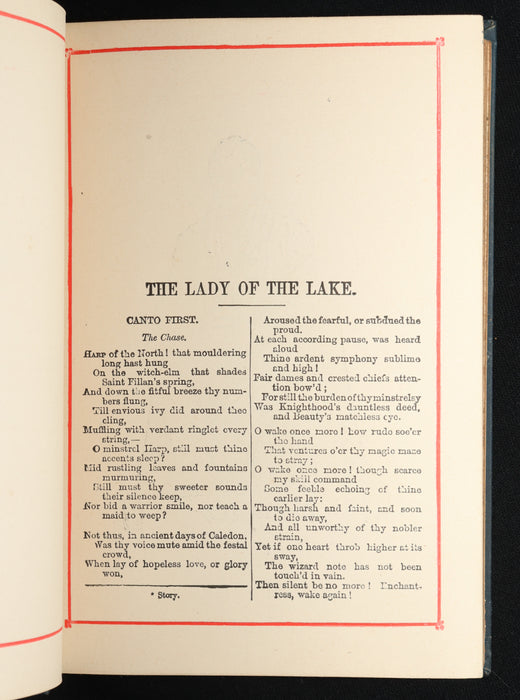 THE LADY OF THE LAKE.
CANTO FIRST.
The Chase.
HARP of the North! that mouldering
long hast hung
On the witch-elm that shades
Saint Fillan's spring,
And down the fitful breeze thy num-
bers flung,
Till envious ivy did around thee
cling,
Muffling with verdant ringlet every
string,—
O minstrel Harp, still must thine
accents sleep?
Mid rustling leaves and fountains
murmuring,
Still must thy sweeter sounds
their silence keep,
Nor bid a warrior smile, nor teach a
maid to weep?
Not thus, in ancient days of Caledon.
Was thy voice mute amid the festal
crowd,
When lay of hopeless love, or glory
won,
* Story.
Aroused the fearful, or subdued the
proud.
At each according pause, was heard
aloud
Thine ardent symphony sublime
and high!
Fair dames and crested chiefs atten-
tion bow'd;
For still the burden of thy minstrelsy
Was Knighthood's dauntless deed,
and Beauty's matchless eye.
O wake once more! how rude soe'er
the hand
That ventures o'er thy magic maze
to stray;
O wake once more! though scarce
my skill command
Some feeble echoing of thine
earlier lay:
Though harsh and faint, and soon
to die away,
And all unworthy of thy nobler
strain,
Yet if one heart throb higher at its
sway,
The wizard note has not been
touch'd in vain.
Then silent be no more! Enchant-
ress, wake again!